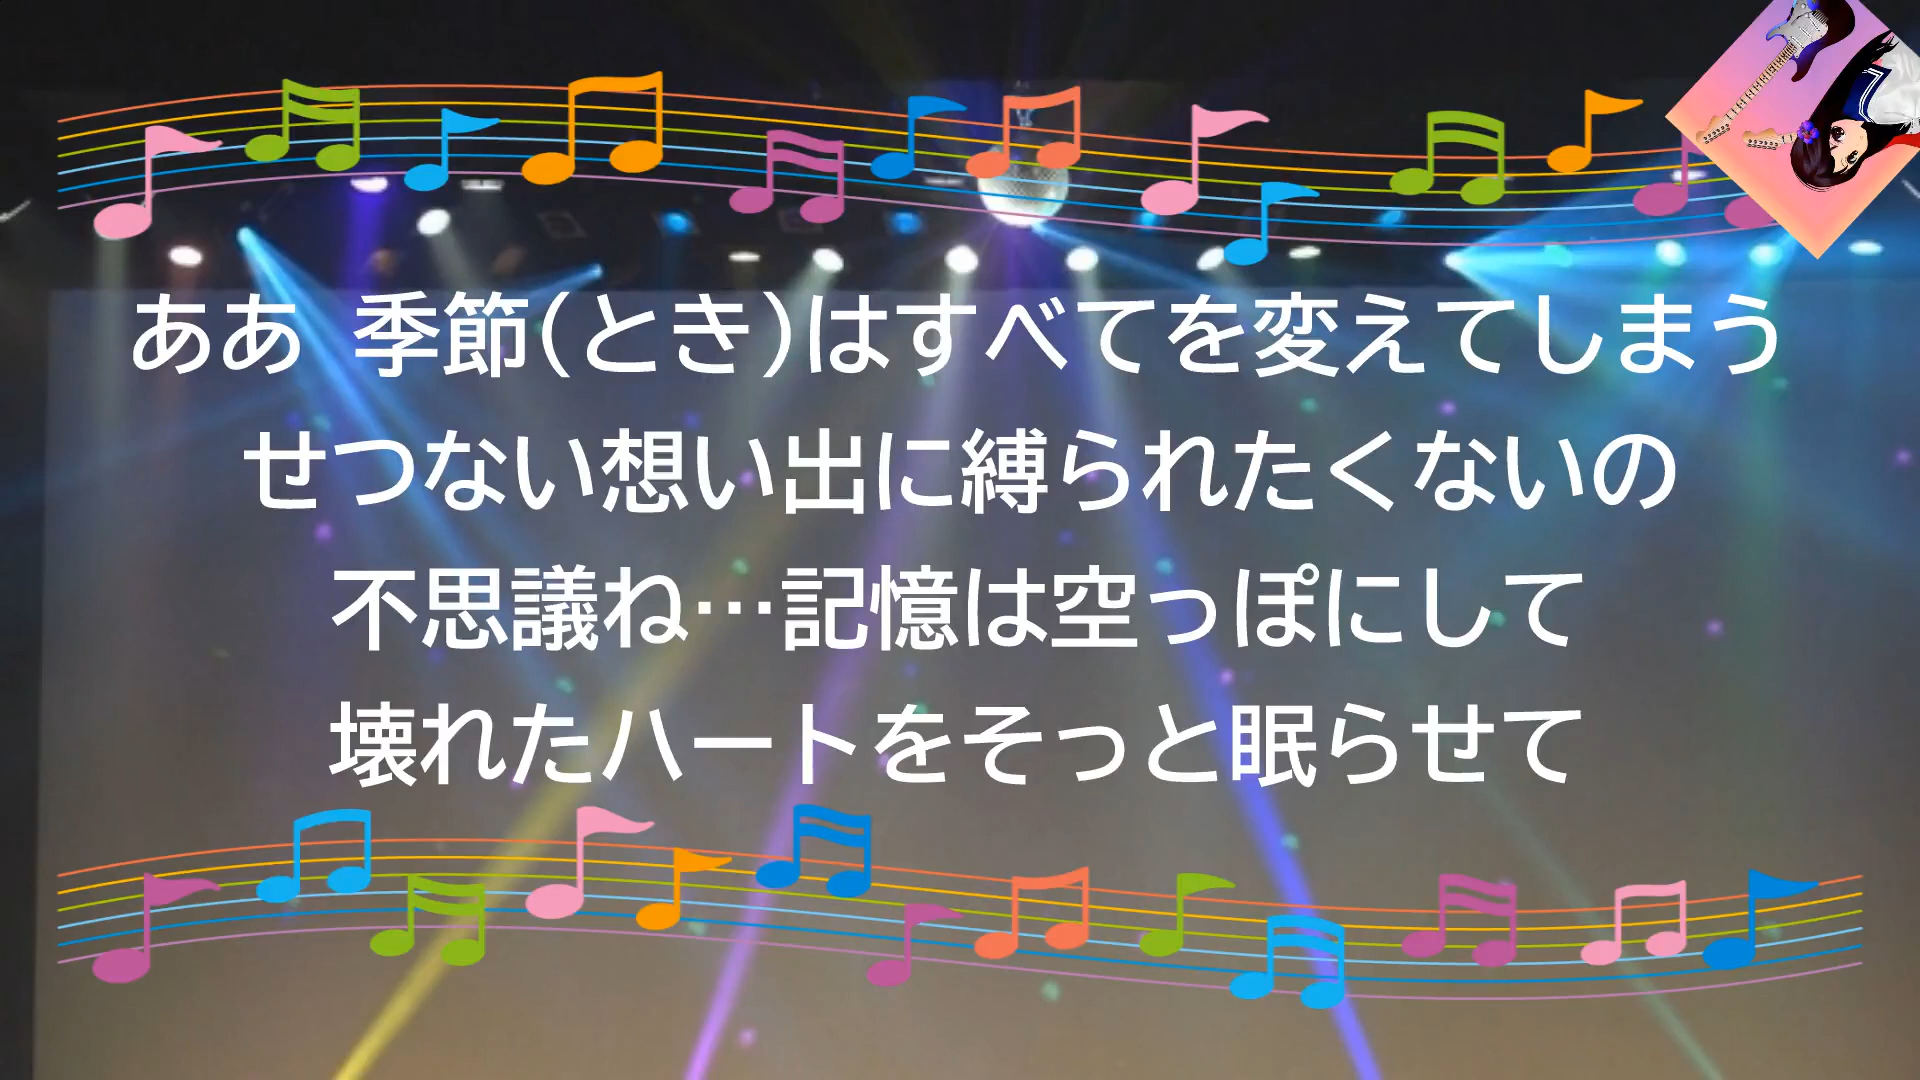 ああ 季節(とき)はすべてを変えてしまう
せつない想い出に縛られたくないの
不思議ね…記憶は空っぽにして
壊れたハートをそっと眠らせて